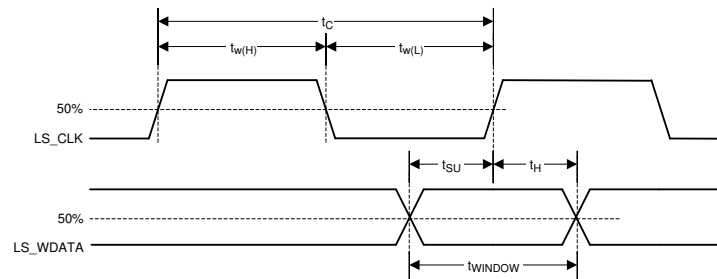 tC
tw(H) tw(L)
50%
LS_CLK
tSU tH
50%
LS_WDATA
tWINDOW